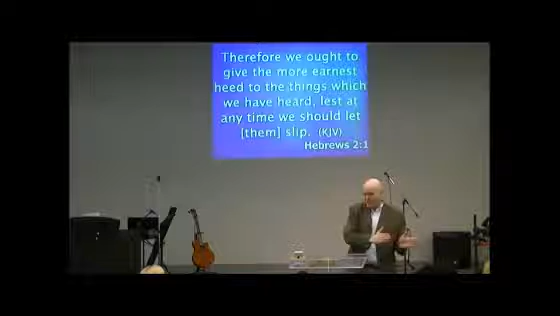 Therefore we ought to
give the more earnest
heed to the things which
we have heard, lest at
any time we should let
[them] slip. (KJV)
Hebrews 2:1